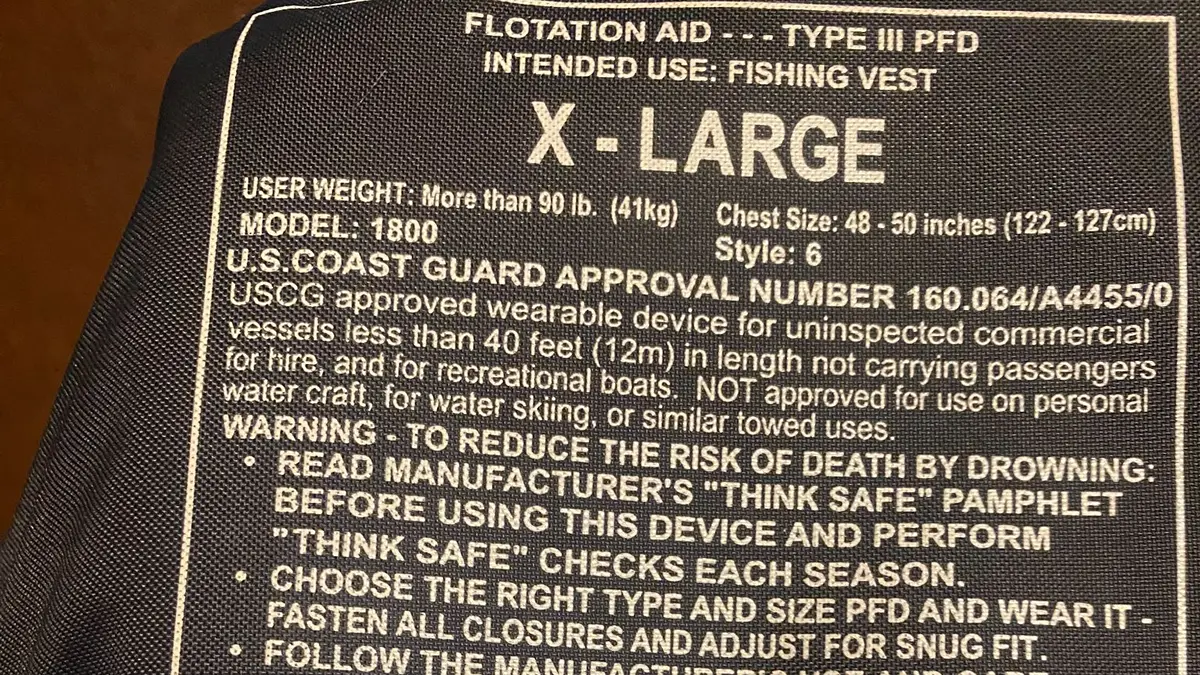 FLOTATION AID - - - TYPE III PFD
INTENDED USE: FISHING VEST
X - LARGE
USER WEIGHT: More than 90 lb. (41kg) Chest Size: 48 - 50 inches (122 - 127cm)
MODEL: 1800 Style: 6
U.S.COAST GUARD APPROVAL NUMBER 160.064/A4455/0
USCG approved wearable device for uninspected commercial
vessels less than 40 feet (12m) in length not carrying passengers
for hire, and for recreational boats. NOT approved for use on personal
water craft, for water skiing, or similar towed uses.
WARNING - TO REDUCE THE RISK OF DEATH BY DROWNING:
• READ MANUFACTURER'S "THINK SAFE" PAMPHLET
BEFORE USING THIS DEVICE AND PERFORM
"THINK SAFE" CHECKS EACH SEASON.
• CHOOSE THE RIGHT TYPE AND SIZE PFD AND WEAR IT -
FASTEN ALL CLOSURES AND ADJUST FOR SNUG FIT.
• FOLLOW THE MANUFACTURER'S USE AND CARE